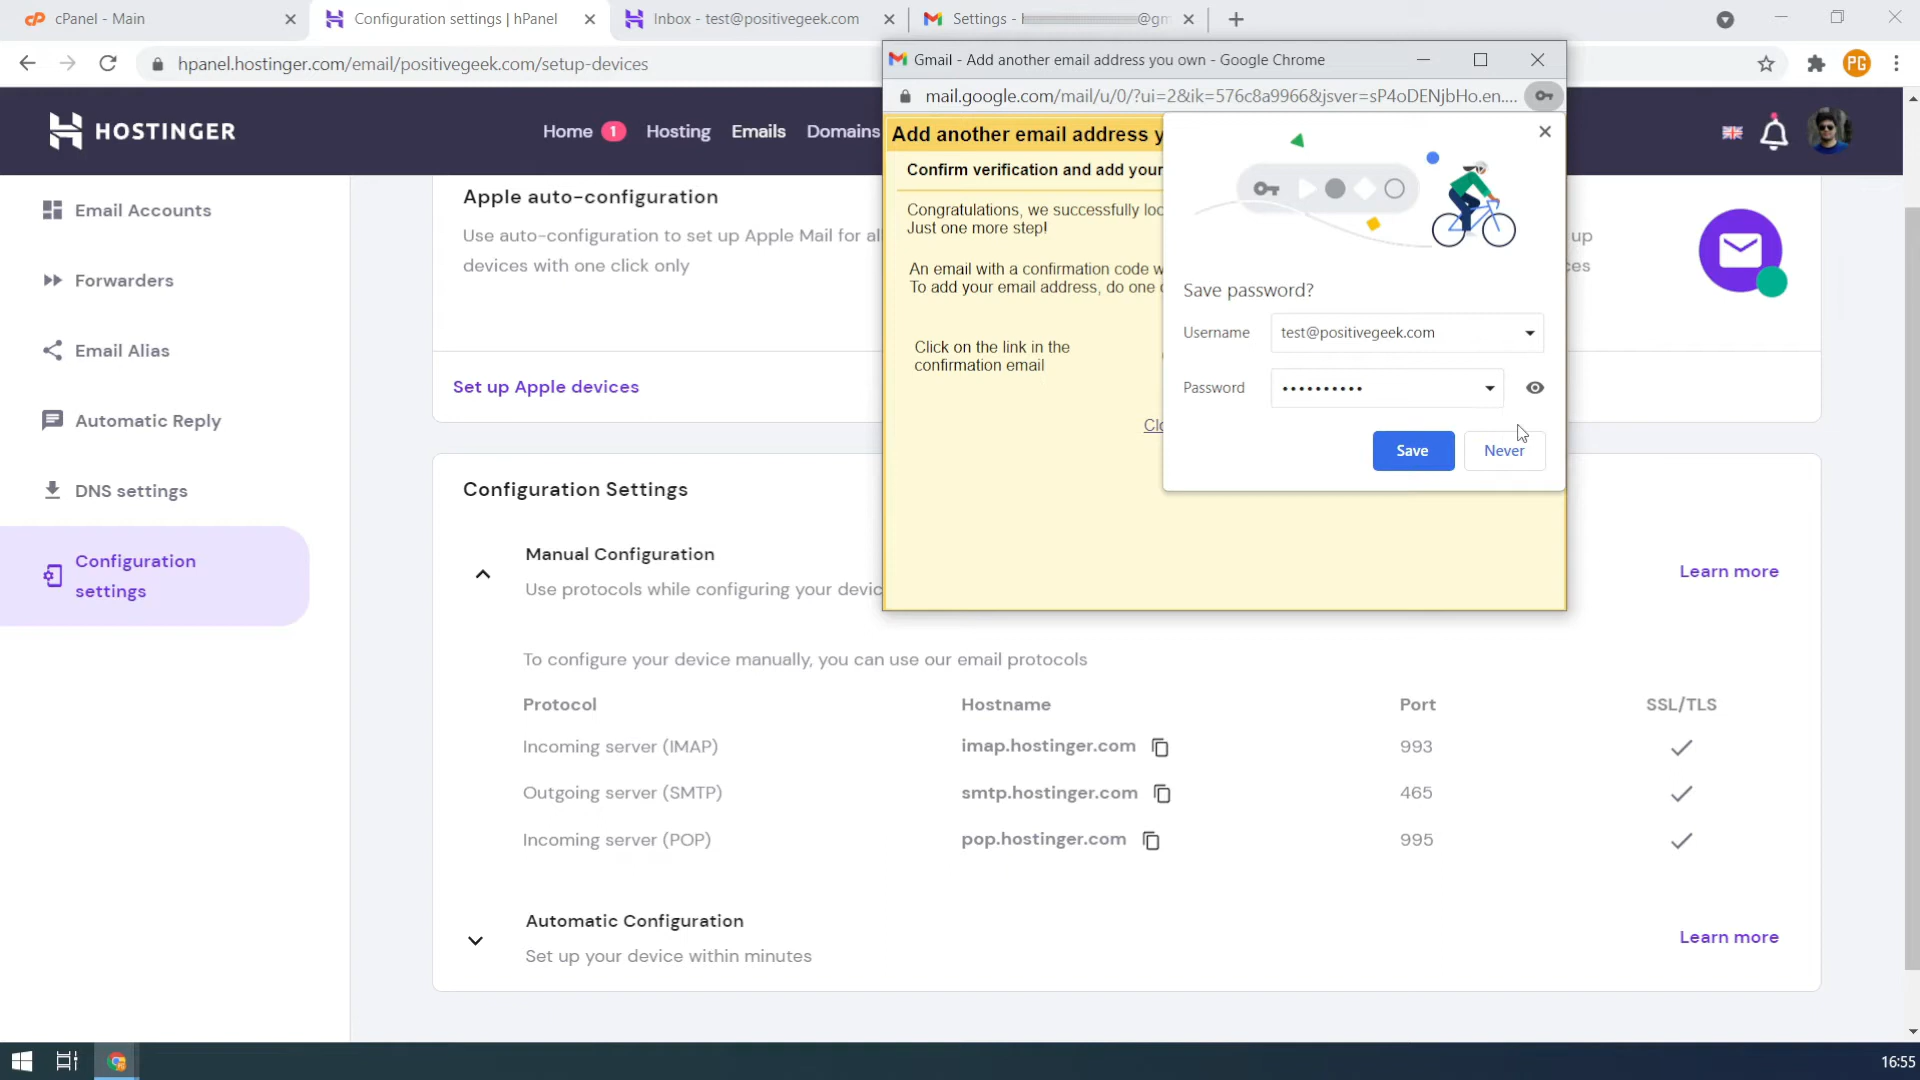 cPanel - Main
Configuration settings | hPanel
Inbox - test@positivegeek.com
Settings -
@gm
hpanel.hostinger.com/email/positivegeek.com/setup-devices
PG
Gmail - Add another email address you own - Google Chrome
mail.google.com/mail/u/0/?ui=2&ik=576c8a9966&jsver=sP4oDENjbHo.en....
HOSTINGER
Home 1 Hosting Emails Domains
Add another email address y
Confirm verification and add your
Congratulations, we successfully loc
Just one more step!
An email with a confirmation code w
To add your email address, do one o
Click on the link in the
confirmation email
Clo
Save password?
Username test@positivegeek.com
Password ••••••••••
Save Never
Email Accounts
Forwarders
Email Alias
Automatic Reply
DNS settings
Configuration
settings
Apple auto-configuration
Use auto-configuration to set up Apple Mail for all
devices with one click only
up
ces
Set up Apple devices
Configuration Settings
Manual Configuration
Use protocols while configuring your devic
Learn more
To configure your device manually, you can use our email protocols
Protocol Hostname Port SSL/TLS
Incoming server (IMAP) imap.hostinger.com 993
Outgoing server (SMTP) smtp.hostinger.com 465
Incoming server (POP) pop.hostinger.com 995
Automatic Configuration
Set up your device within minutes
Learn more
16:55